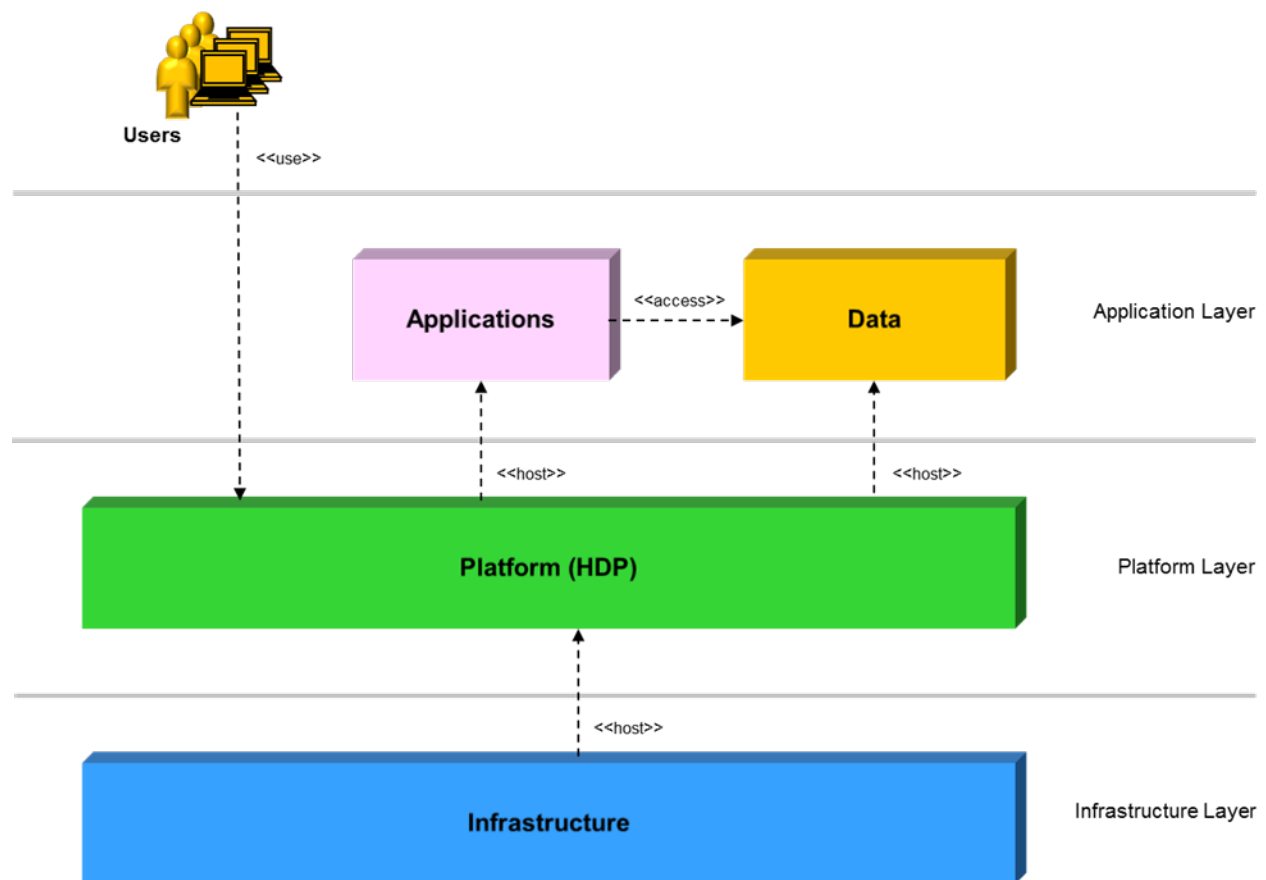 Users
<<use>>
Applications
<<access>>
Data
Application Layer
<<host>>
<<host>>
Platform (HDP)
Platform Layer
<<host>>
Infrastructure
Infrastructure Layer